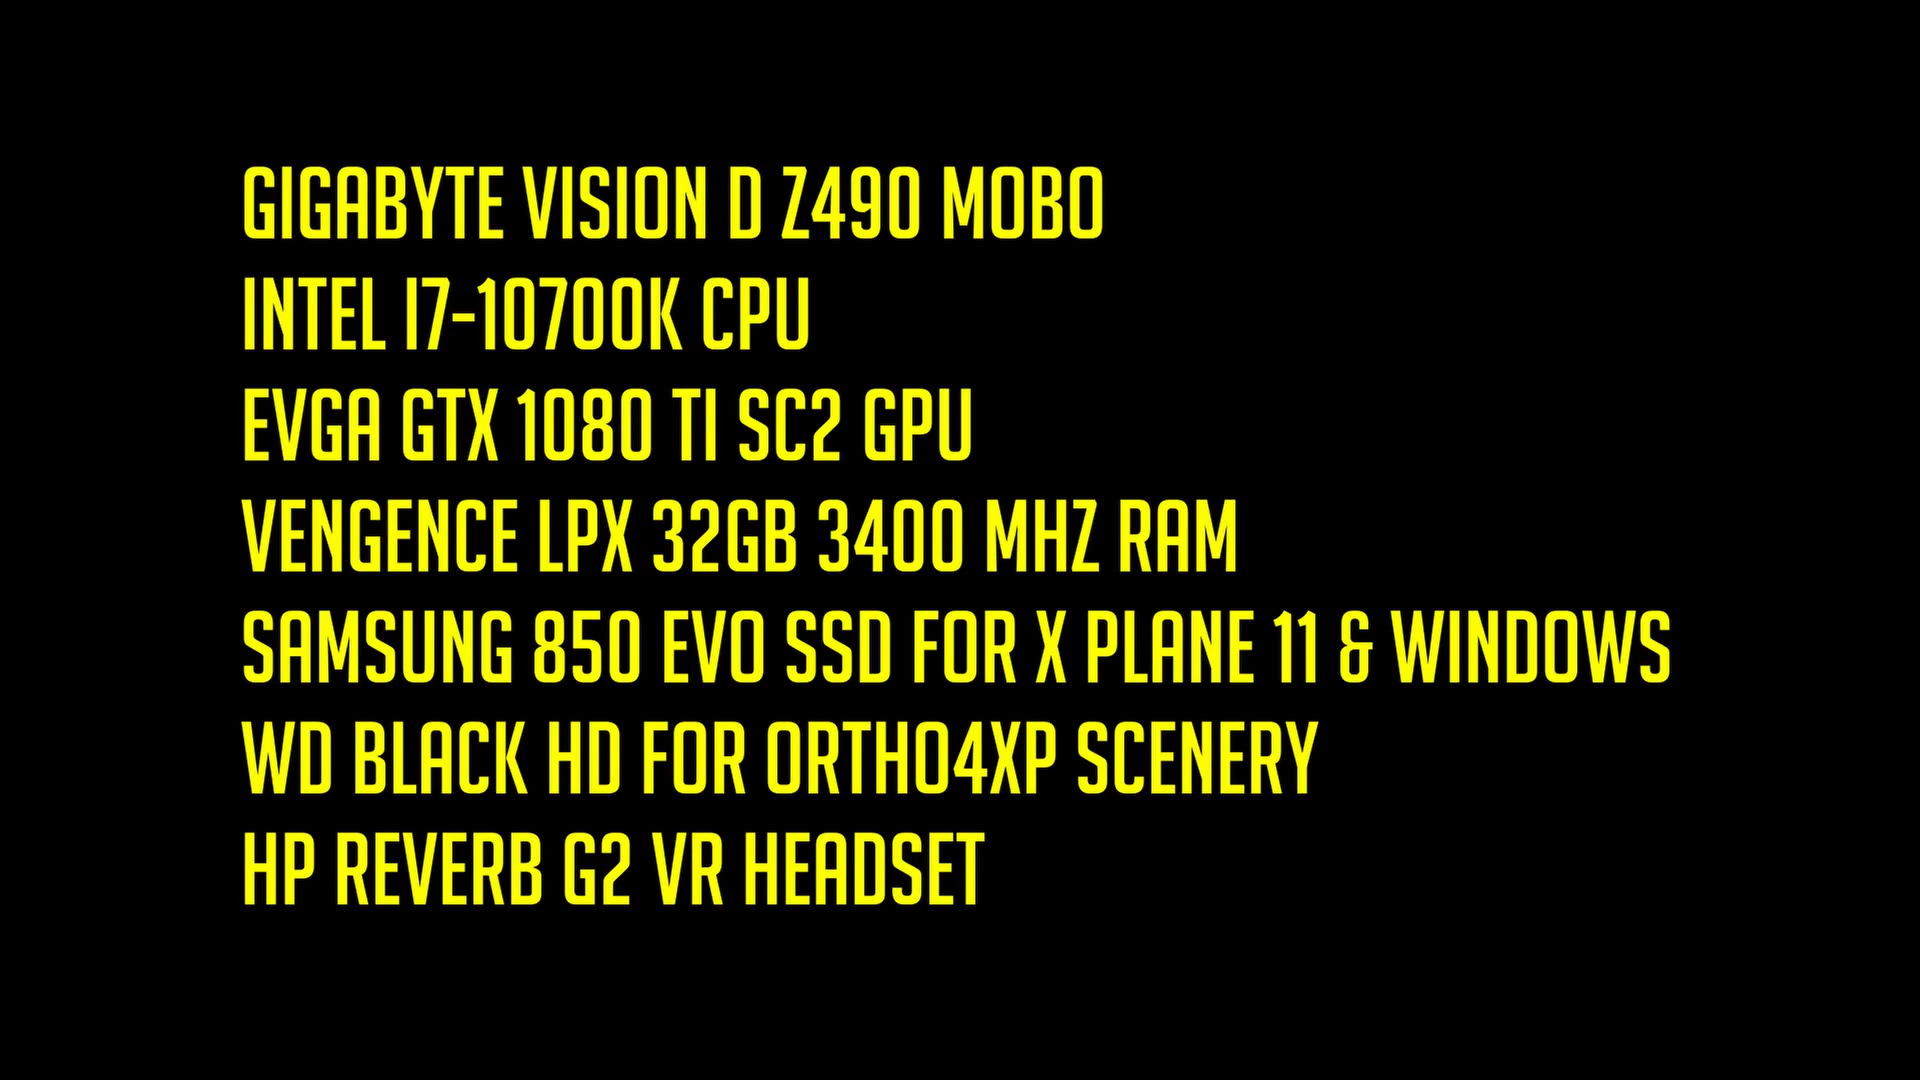 GIGABYTE VISION D Z490 MOBO
INTEL I7-10700K CPU
EVGA GTX 1080 TI SC2 GPU
VENGENCE LPX 32GB 3400 MHZ RAM
SAMSUNG 850 EVO SSD FOR X PLANE 11 & WINDOWS
WD BLACK HD FOR ORTHO4XP SCENERY
HP REVERB G2 VR HEADSET